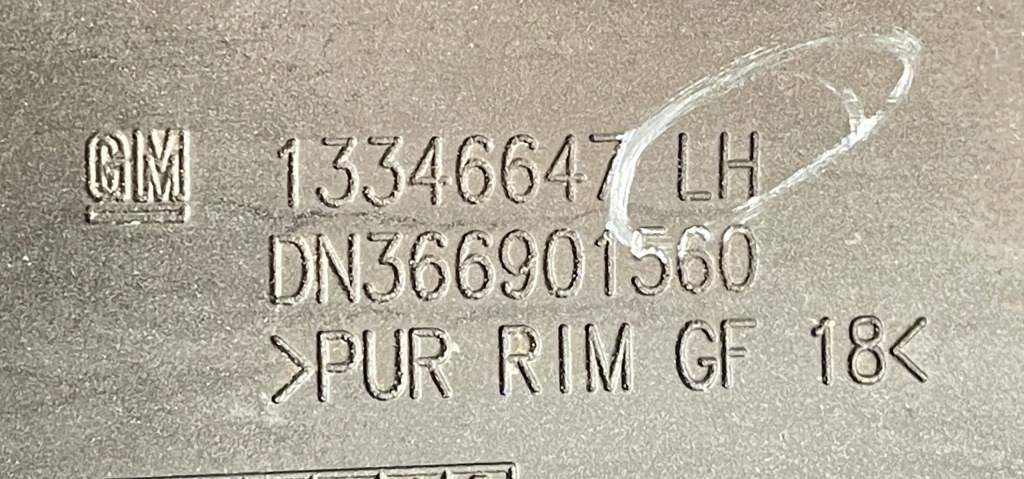 GM 13346647 LH
DN366901560
>PUR RIM GF 18<